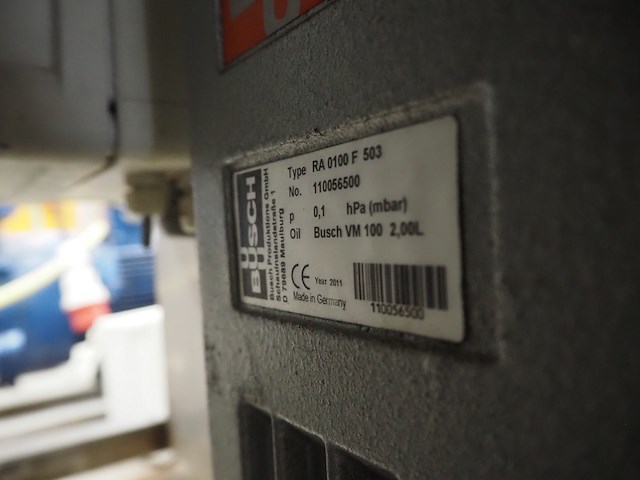 BUSCH
BUSCH
Busch Produktions GmbH
Schauinslandstraße 1
D 79689 Maulburg
Type RA 0100 F 503
No. 110056500
p 0,1 hPa (mbar)
Oil Busch VM 100 2,00L
CE Year 2011
Made in Germany
110056500